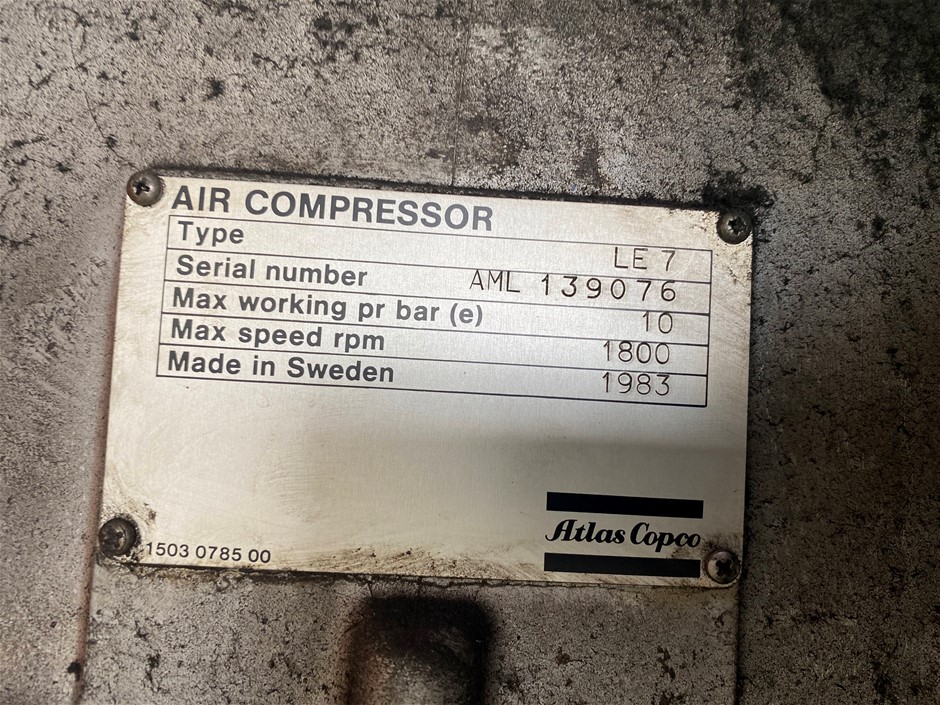 AIR COMPRESSOR
Type LE 7
Serial number AML 139076
Max working pr bar (e) 10
Max speed rpm 1800
Made in Sweden 1983
Atlas Copco
1503 0785 00